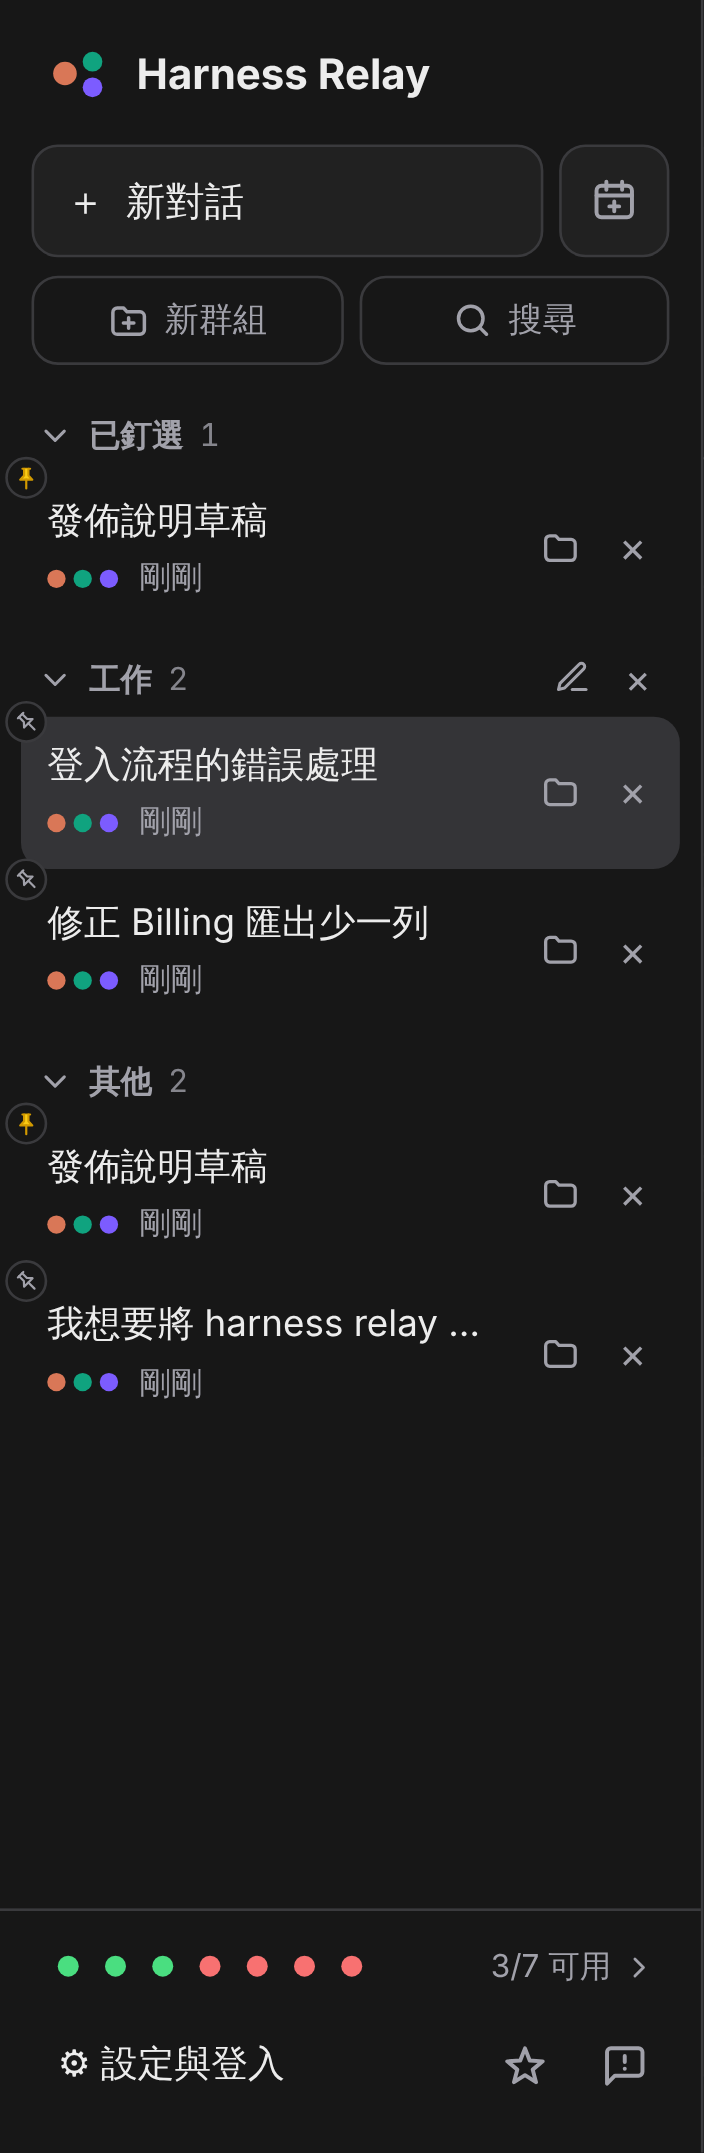 Harness Relay
+ 新對話
新群組
搜尋
已釘選 1
發佈說明草稿
剛剛
工作 2
登入流程的錯誤處理
剛剛
修正 Billing 匯出少一列
剛剛
其他 2
發佈說明草稿
剛剛
我想要將 harness relay ...
剛剛
3/7 可用
設定與登入